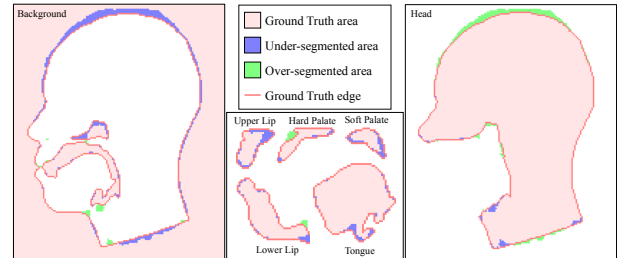 Background
Ground Truth area
Under-segmented area
Over-segmented area
Ground Truth edge
Upper Lip
Hard Palate
Soft Palate
Lower Lip
Tongue
Head